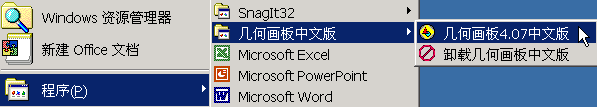 Windows 资源管理器
新建 Office 文档
程序(P)
SnagIt32
几何画板中文版
Microsoft Excel
Microsoft PowerPoint
Microsoft Word
几何画板4.07中文版
卸载几何画板中文版